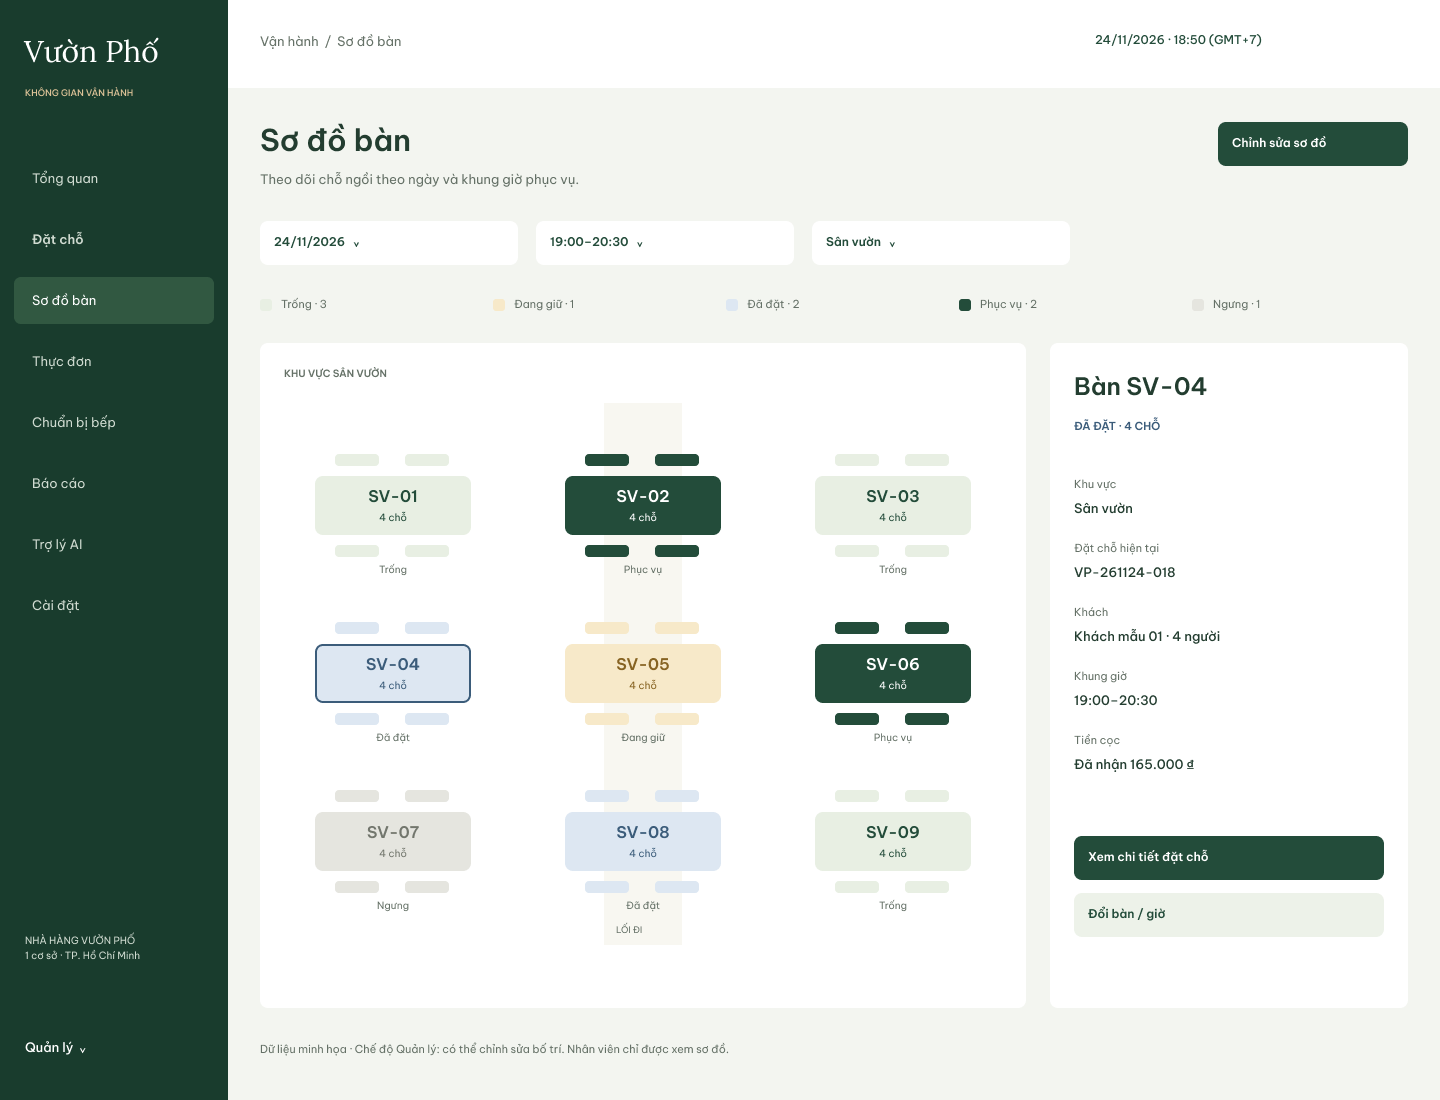 Vườn Phố
KHÔNG GIAN VẬN HÀNH
Tổng quan
Đặt chỗ
Sơ đồ bàn
Thực đơn
Chuẩn bị bếp
Báo cáo
Trợ lý AI
Cài đặt
NHÀ HÀNG VƯỜN PHỐ
1 cơ sở · TP. Hồ Chí Minh
Quản lý v
Vận hành / Sơ đồ bàn
24/11/2026 · 18:50 (GMT+7)
Sơ đồ bàn
Theo dõi chỗ ngồi theo ngày và khung giờ phục vụ.
Chỉnh sửa sơ đồ
24/11/2026 v
19:00–20:30 v
Sân vườn v
Trống · 3
Đang giữ · 1
Đã đặt · 2
Phục vụ · 2
Ngưng · 1
KHU VỰC SÂN VƯỜN
SV-01
4 chỗ
Trống
SV-02
4 chỗ
Phục vụ
SV-03
4 chỗ
Trống
SV-04
4 chỗ
Đã đặt
SV-05
4 chỗ
Đang giữ
SV-06
4 chỗ
Phục vụ
SV-07
4 chỗ
Ngưng
SV-08
4 chỗ
Đã đặt
SV-09
4 chỗ
Trống
LỐI ĐI
Bàn SV-04
ĐÃ ĐẶT · 4 CHỖ
Khu vực
Sân vườn
Đặt chỗ hiện tại
VP-261124-018
Khách
Khách mẫu 01 · 4 người
Khung giờ
19:00–20:30
Tiền cọc
Đã nhận 165.000 ₫
Xem chi tiết đặt chỗ
Đổi bàn / giờ
Dữ liệu minh họa · Chế độ Quản lý: có thể chỉnh sửa bố trí. Nhân viên chỉ được xem sơ đồ.